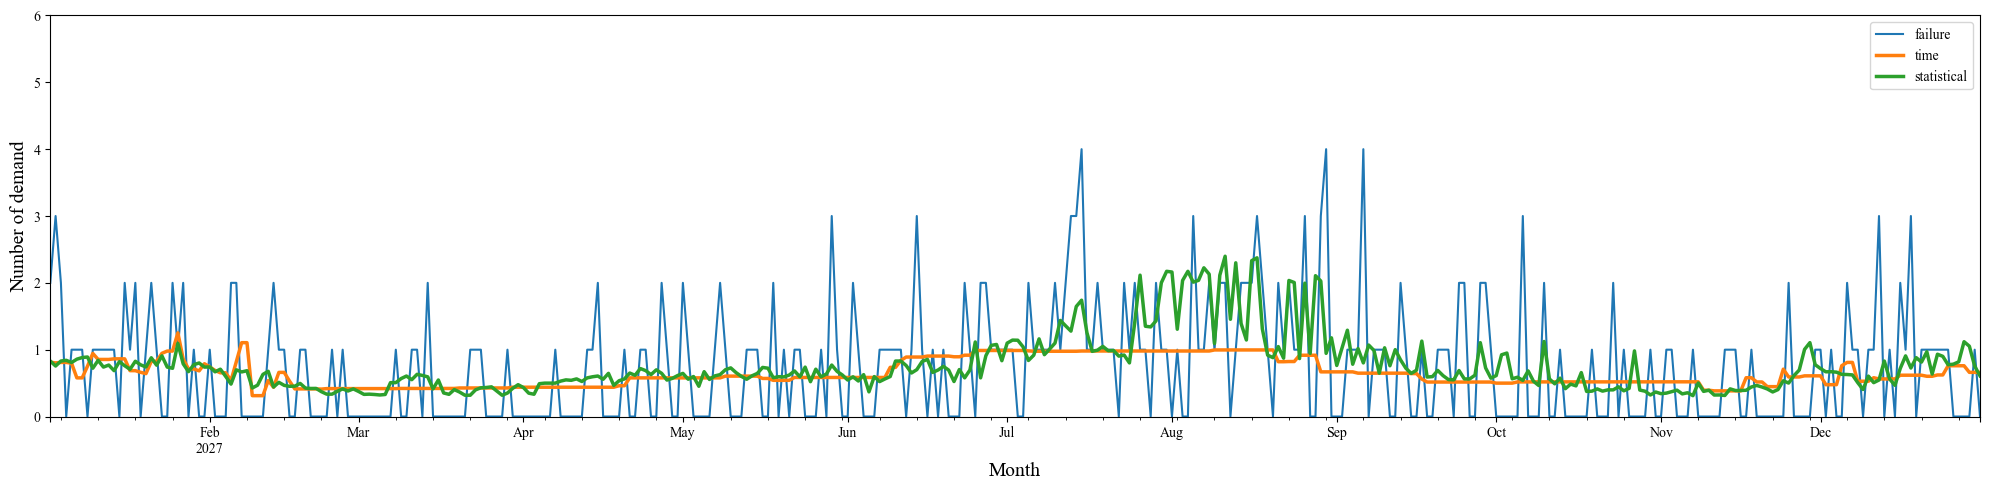 6
5
4
3
2
1
0
Number of demand
failure
time
statistical
Feb
2027
Mar
Apr
May
Jun
Jul
Aug
Sep
Oct
Nov
Dec
Month